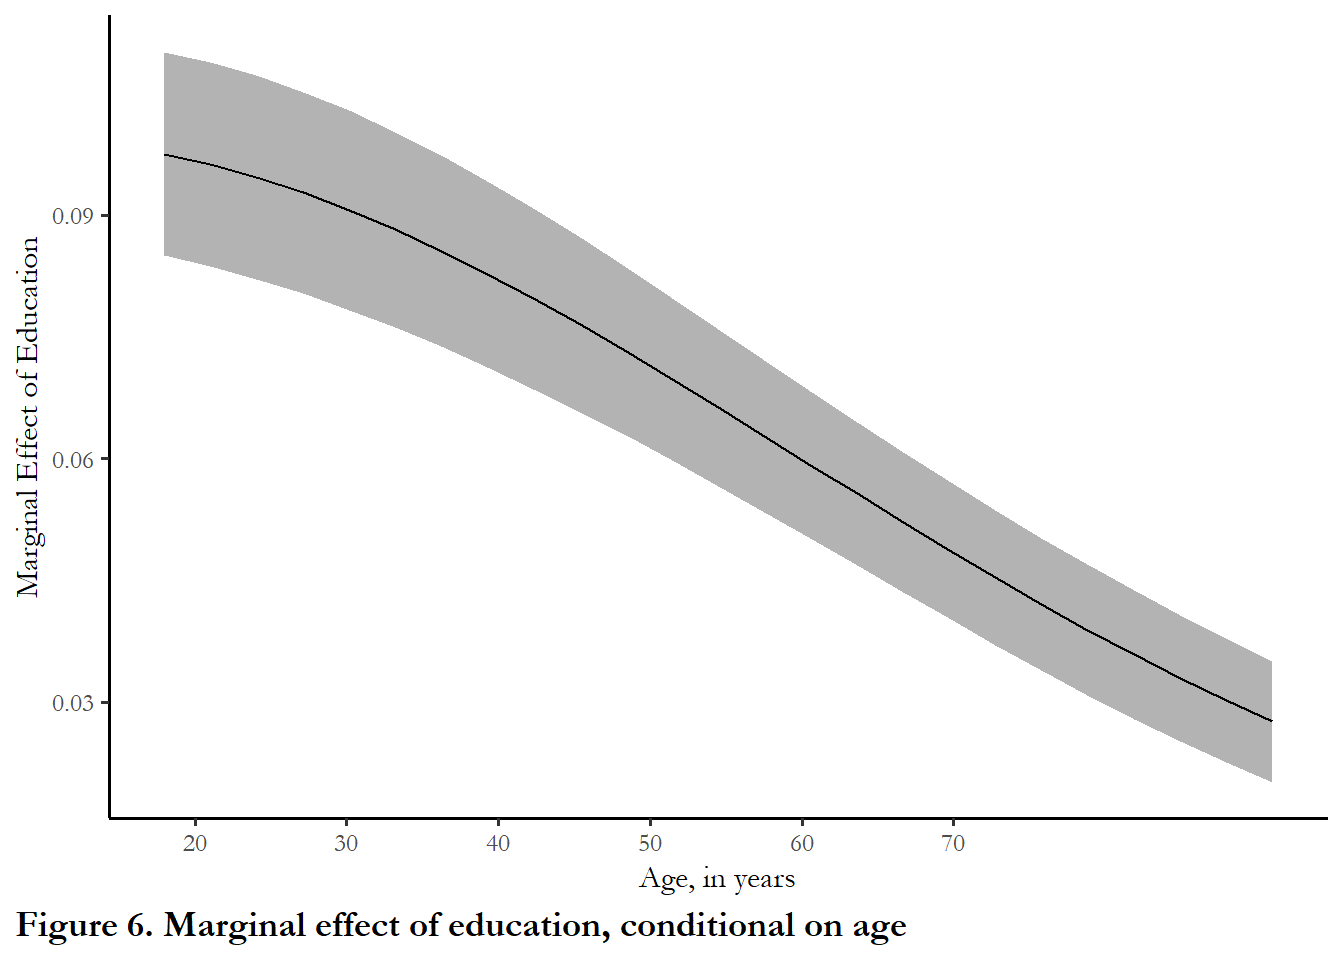 0.09
0.06
0.03
Marginal Effect of Education
20 30 40 50 60 70
Age, in years
Figure 6. Marginal effect of education, conditional on age